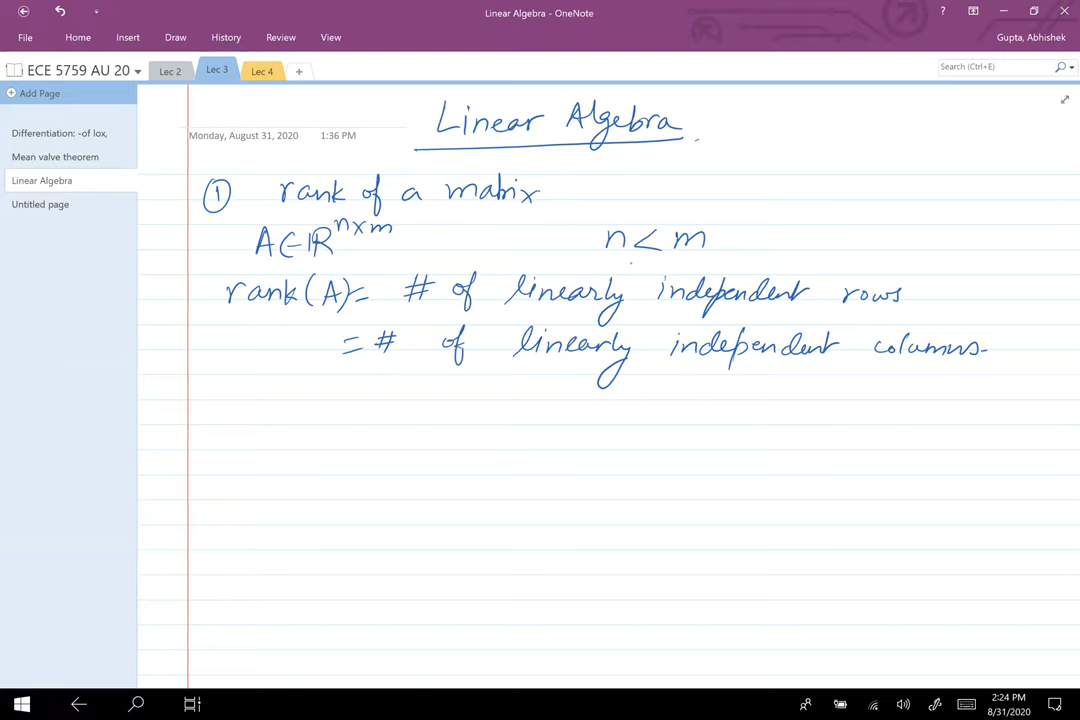 Linear Algebra - OneNote
?
File Home Insert Draw History Review View
Gupta, Abhishek
ECE 5759 AU 20
Lec 2 Lec 3 Lec 4 +
Search (Ctrl+E)
Add Page
Differentiation: -of lox,
Mean valve theorem
Linear Algebra
Untitled page
Linear Algebra
Monday, August 31, 2020 1:36 PM
① rank of a matrix
A ∈ ℝ^{n×m} n < m
rank(A) = # of linearly independent rows
= # of linearly independent columns
2:24 PM
8/31/2020